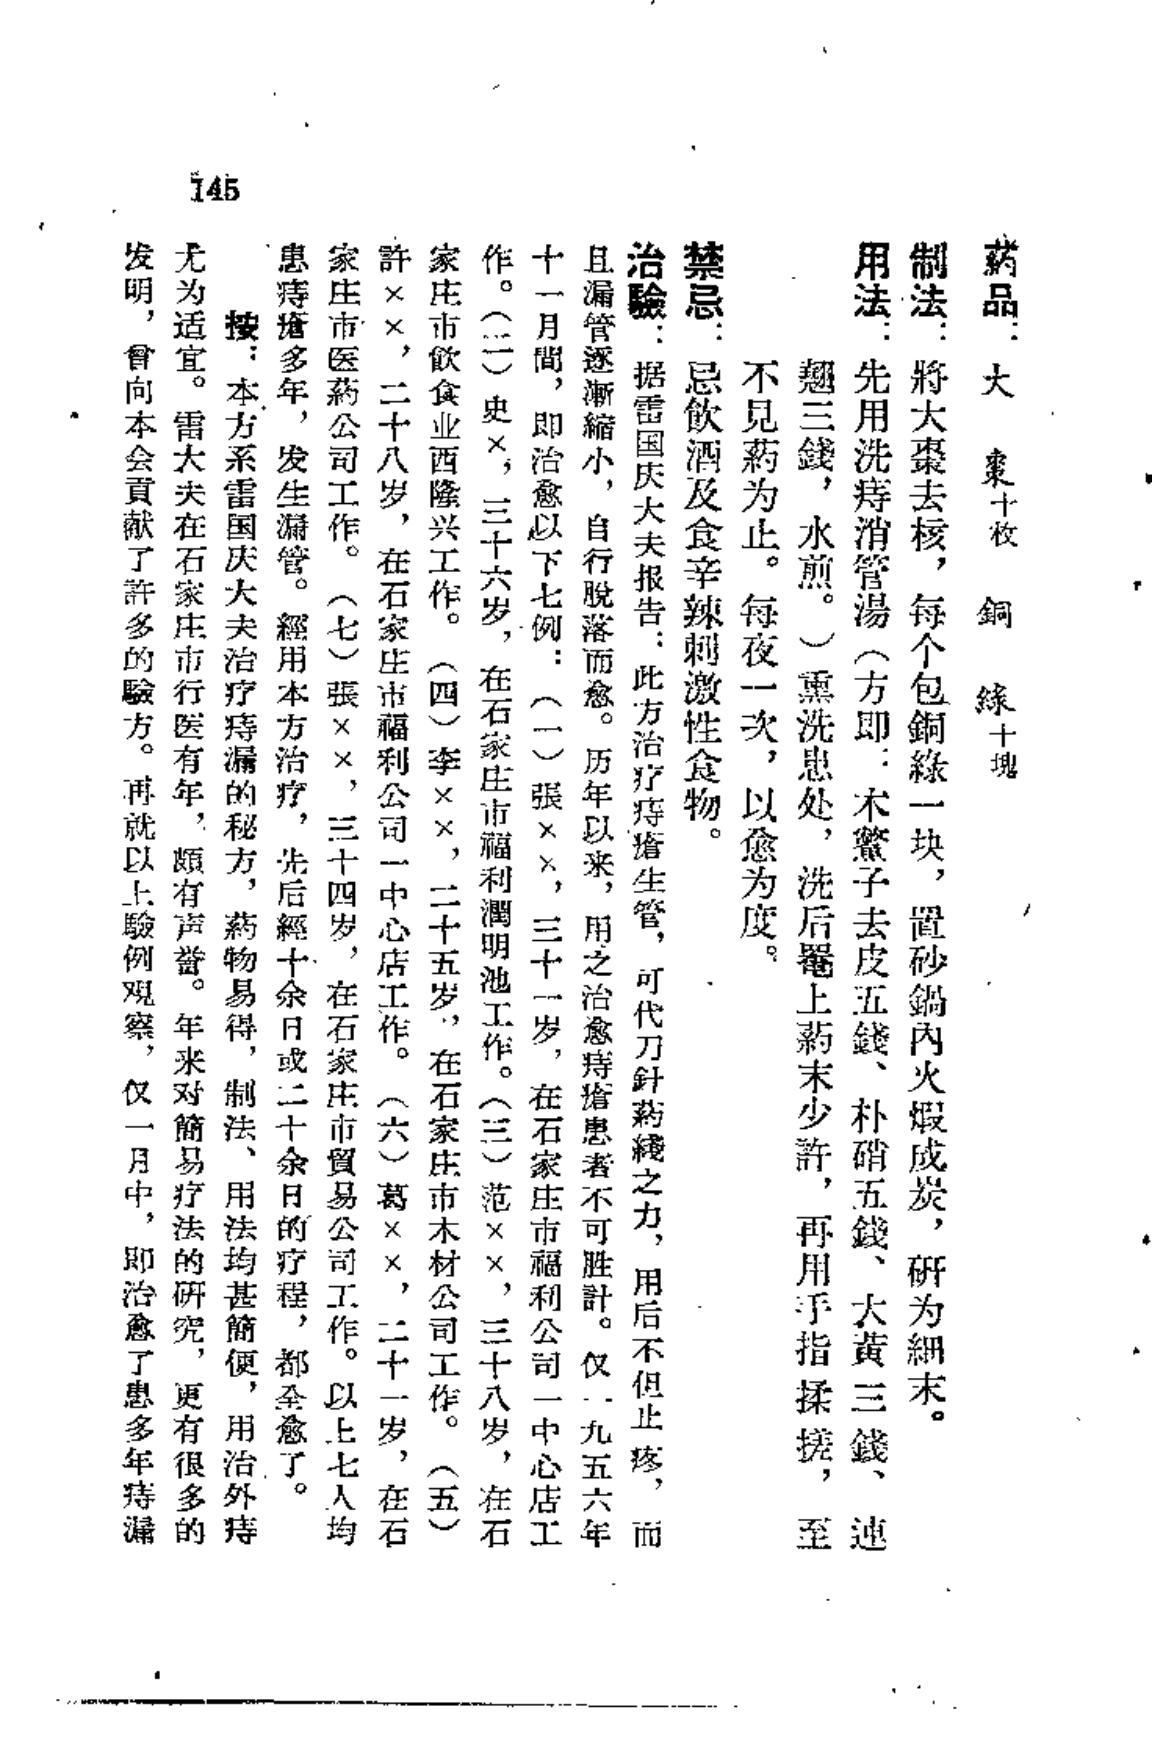 145
药品：大棗十枚　銅綠十塊
制法：將大棗去核，每个包銅綠一块，置砂鍋內火煅成炭，研为細末。
用法：先用洗痔消管湯（方即：木鱉子去皮五錢、朴硝五錢、大黃三錢、連
翹三錢，水煎。）熏洗患处，洗后罨上药末少許，再用手指揉搓，至
不見药为止。每夜一次，以愈为度。
禁忌：忌飲酒及食辛辣刺激性食物。
治驗：据雷国庆大夫报告：此方治疗痔瘡生管，可代刀針药綫之力，用后不但止疼，而
且漏管逐漸縮小，自行脫落而愈。历年以来，用之治愈痔瘡患者不可胜計。仅一九五六年
十一月間，即治愈以下七例：（一）張××，三十一岁，在石家庄市福利公司一中心店工
作。（二）史×，三十六岁，在石家庄市福利潤明池工作。（三）范××，三十八岁，在石
家庄市飲食业西隆兴工作。（四）李××，二十五岁，在石家庄市木材公司工作。（五）
許××，二十八岁，在石家庄市福利公司一中心店工作。（六）葛××，二十一岁，在石
家庄市医药公司工作。（七）張××，三十四岁，在石家庄市貿易公司工作。以上七人均
患痔瘡多年，发生漏管。經用本方治疗，先后經十余日或二十余日的疗程，都全愈了。
按：本方系雷国庆大夫治疗痔漏的秘方，药物易得，制法、用法均甚簡便，用治外痔
尤为适宜。雷大夫在石家庄市行医有年，頗有声誉。年来对簡易疗法的研究，更有很多的
发明，曾向本会貢献了許多的驗方。再就以上驗例观察，仅一月中，即治愈了患多年痔漏